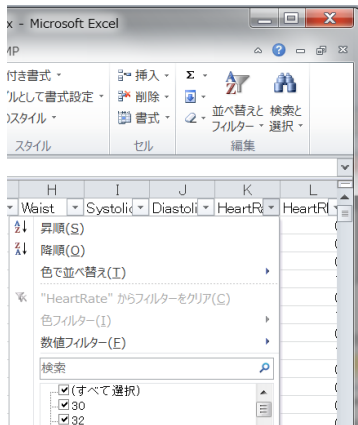 x - Microsoft Excel
MP
付き書式
挿入
Σ
ルとして書式設定
削除
のスタイル
書式
並べ替えと
フィルター
検索と
選択
スタイル
セル
編集
H I J K L
Waist Systolic Diastoli HeartRa HeartRI
昇順(S)
降順(O)
色で並べ替え(T)
"HeartRate" からフィルターをクリア(C)
色フィルター(I)
数値フィルター(F)
検索
(すべて選択)
30
32